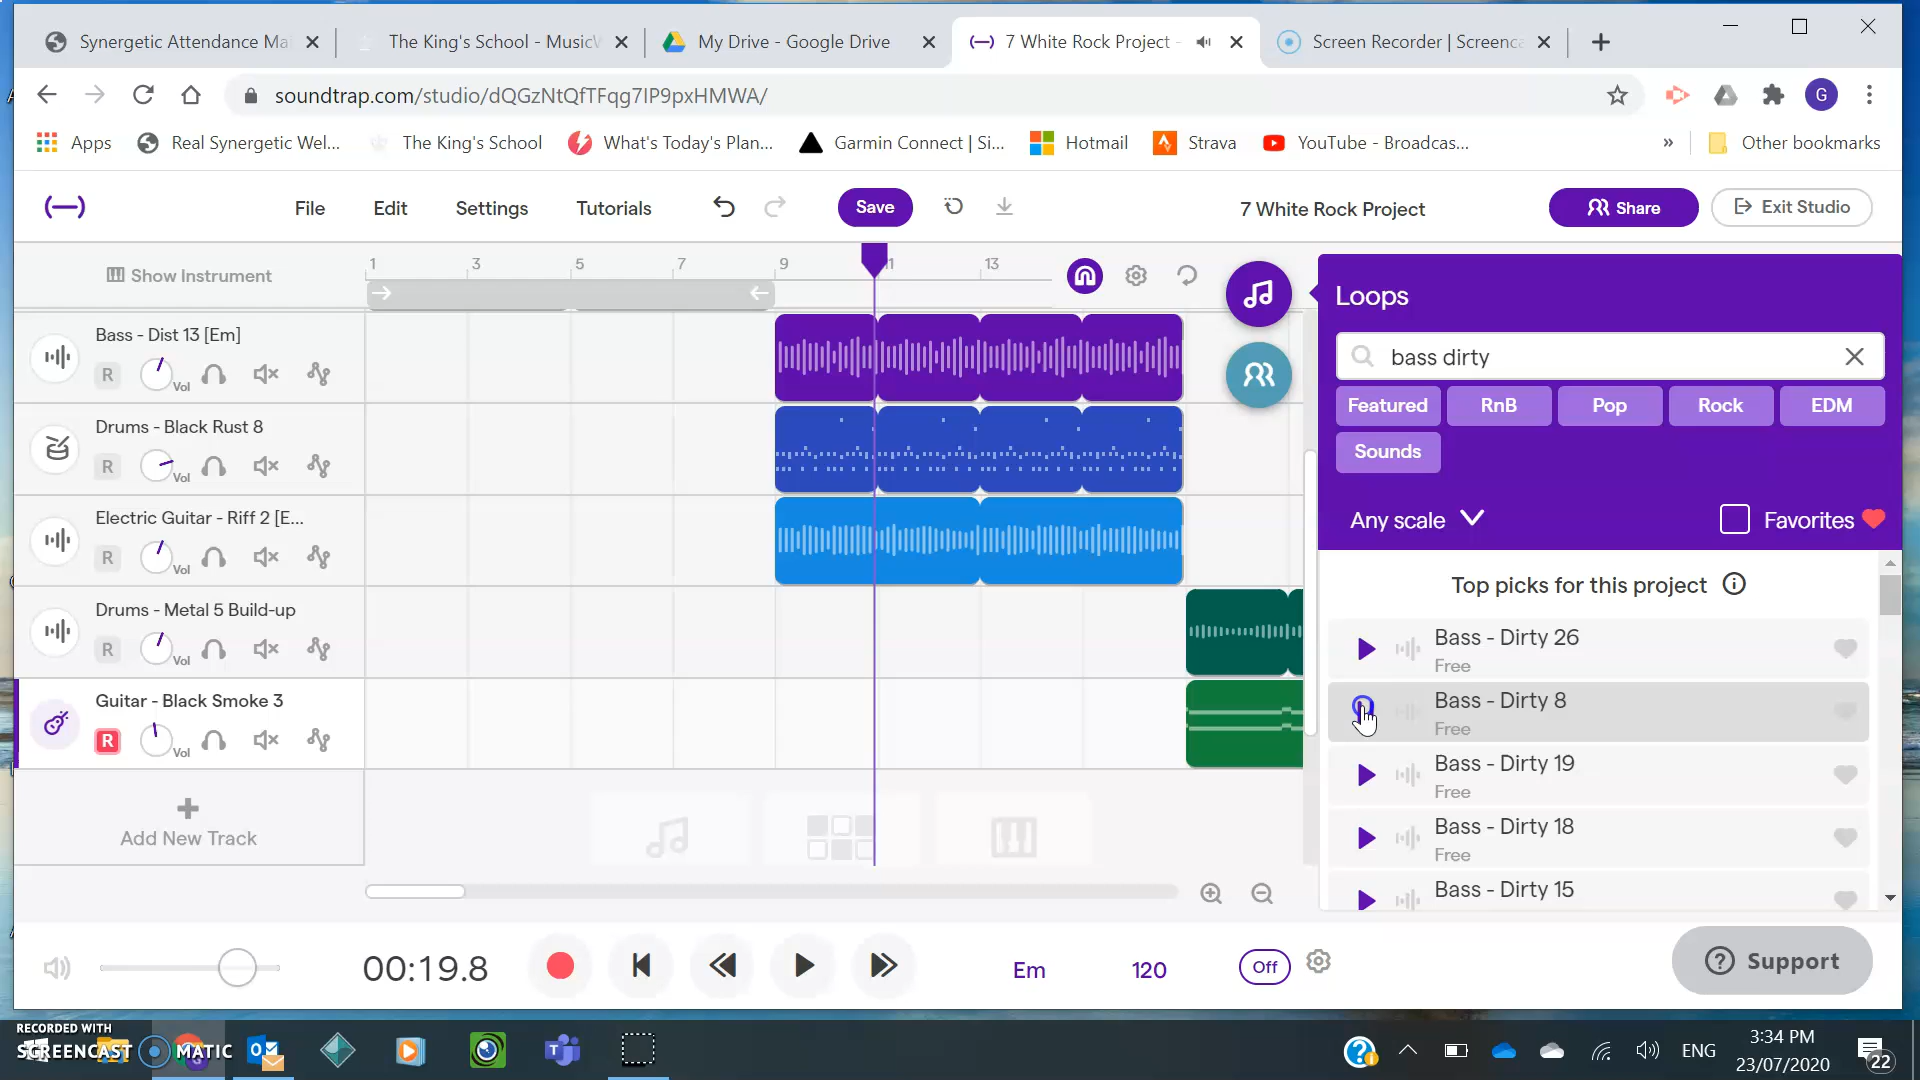 Synergetic Attendance Ma
The King's School - MusicW
My Drive - Google Drive
7 White Rock Project -
Screen Recorder | Screenca
soundtrap.com/studio/dQGzNtQfTFqg7IP9pxHMWA/
G
Apps
Real Synergetic Wel...
The King's School
What's Today's Plan...
Garmin Connect | Si...
Hotmail
Strava
YouTube - Broadcas...
»
Other bookmarks
File
Edit
Settings
Tutorials
Save
7 White Rock Project
Share
Exit Studio
Show Instrument
1
3
5
7
9
11
13
Loops
bass dirty
Featured
RnB
Pop
Rock
EDM
Sounds
Any scale
Favorites
Top picks for this project
Bass - Dirty 26
Free
Bass - Dirty 8
Free
Bass - Dirty 19
Free
Bass - Dirty 18
Free
Bass - Dirty 15
Bass - Dist 13 [Em]
R
Vol
Drums - Black Rust 8
R
Vol
Electric Guitar - Riff 2 [E...
R
Vol
Drums - Metal 5 Build-up
R
Vol
Guitar - Black Smoke 3
R
Vol
Add New Track
00:19.8
Em
120
Off
Support
RECORDED WITH
SCREENCAST MATIC
ENG
3:34 PM
23/07/2020
22